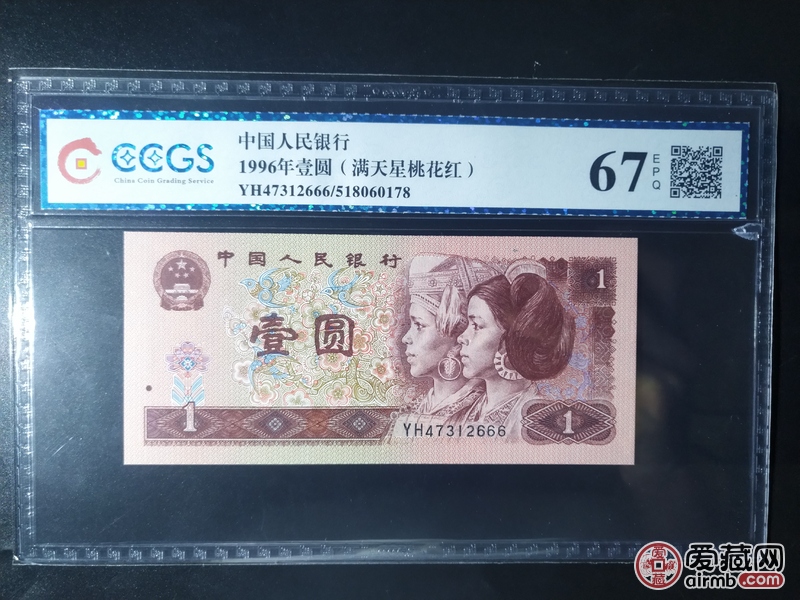 CCGS
China Coin Grading Service
中国人民银行
1996年壹圆（满天星桃花红）
YH47312666/518060178
67
EPQ
中国人民银行
1
壹圆
1
1
YH47312666
爱藏网
airmb.com